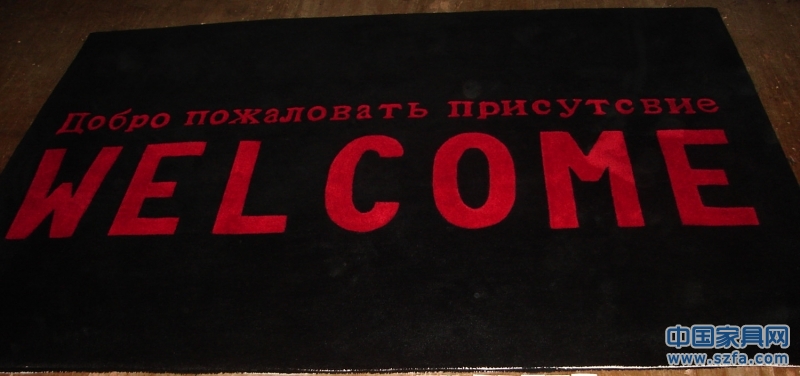 Добро пожаловать присутсвие
WELCOME
中国家具网
www.szfa.com